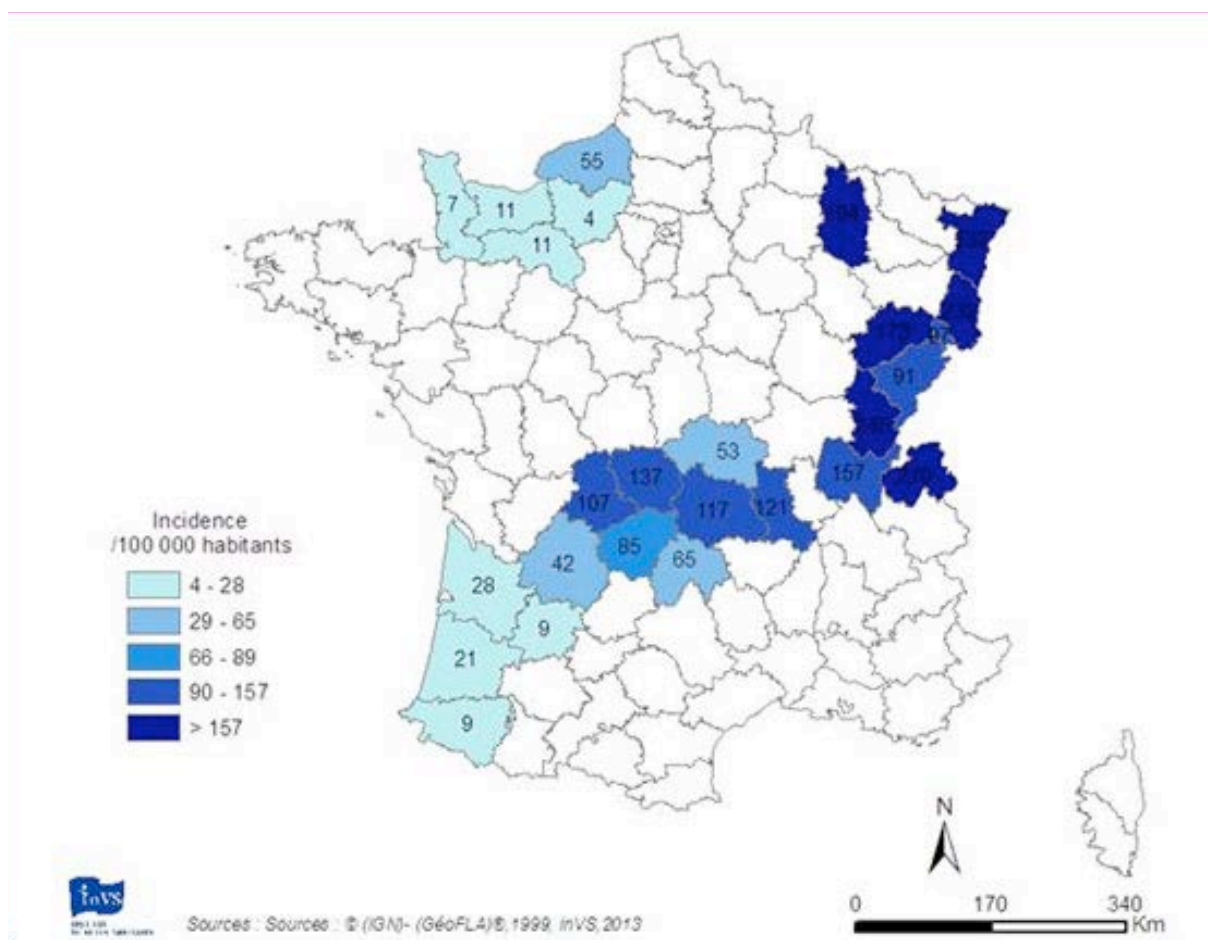 55
7
11
4
11
91
53
137
157
107
117
121
85
42
65
28
9
21
9
Incidence
/100 000 habitants
4 - 28
29 - 65
66 - 89
90 - 157
> 157
N
0 170 340
Km
InVS
Sources : Sources : © (IGN)- (GéoFLA)®, 1999, InVS, 2013